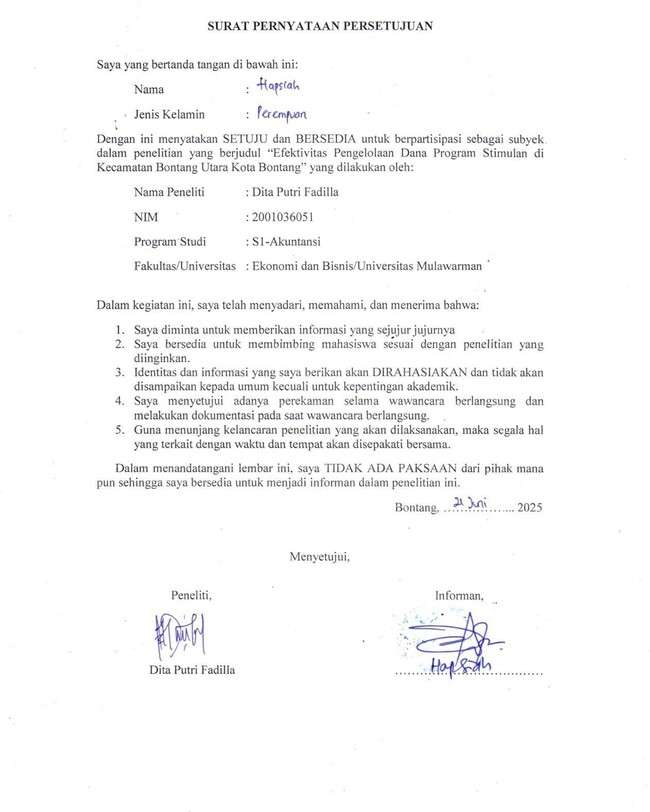 SURAT PERNYATAAN PERSETUJUAN
Saya yang bertanda tangan di bawah ini:
Nama : Hapsiah
Jenis Kelamin : Perempuan
Dengan ini menyatakan SETUJU dan BERSEDIA untuk berpartisipasi sebagai subyek
dalam penelitian yang berjudul “Efektivitas Pengelolaan Dana Program Stimulan di
Kecamatan Bontang Utara Kota Bontang” yang dilakukan oleh:
Nama Peneliti : Dita Putri Fadilla
NIM : 2001036051
Program Studi : S1-Akuntansi
Fakultas/Universitas : Ekonomi dan Bisnis/Universitas Mulawarman
Dalam kegiatan ini, saya telah menyadari, memahami, dan menerima bahwa:
1. Saya diminta untuk memberikan informasi yang sejujur jujurnya
2. Saya bersedia untuk membimbing mahasiswa sesuai dengan penelitian yang
diinginkan.
3. Identitas dan informasi yang saya berikan akan DIRAHASIAKAN dan tidak akan
disampaikan kepada umum kecuali untuk kepentingan akademik.
4. Saya menyetujui adanya perekaman selama wawancara berlangsung dan
melakukan dokumentasi pada saat wawancara berlangsung.
5. Guna menunjang kelancaran penelitian yang akan dilaksanakan, maka segala hal
yang terkait dengan waktu dan tempat akan disepakati bersama.
Dalam menandatangani lembar ini, saya TIDAK ADA PAKSAAN dari pihak mana
pun sehingga saya bersedia untuk menjadi informan dalam penelitian ini.
Bontang, 21 Juni 2025
Menyetujui,
Peneliti, Informan,
Dita Putri Fadilla Hapsiah